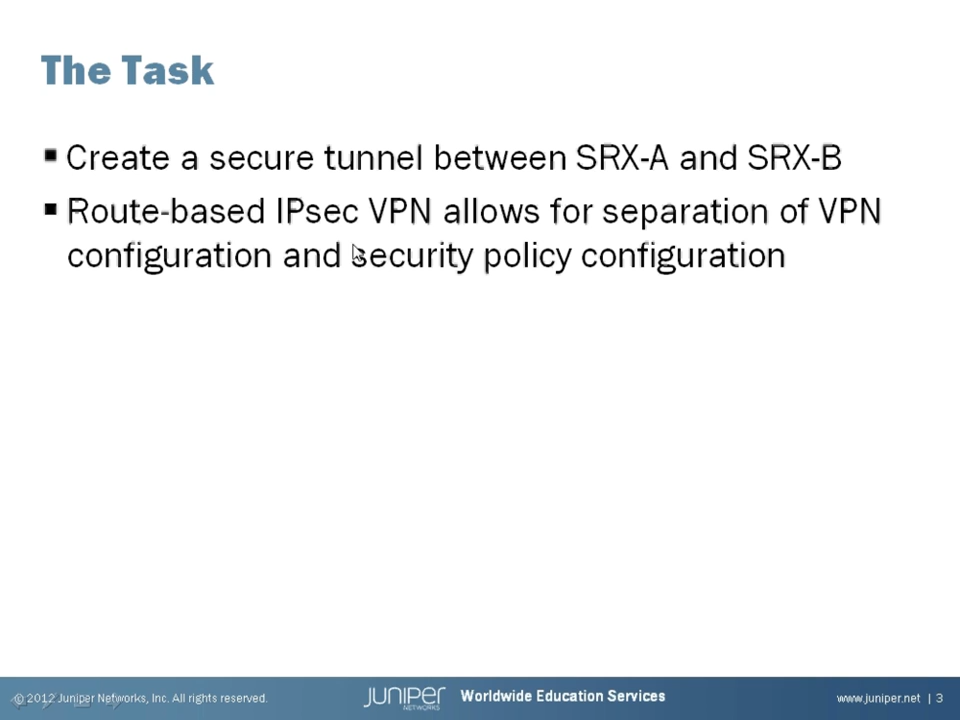 The Task
▪ Create a secure tunnel between SRX-A and SRX-B
▪ Route-based IPsec VPN allows for separation of VPN
configuration and security policy configuration
© 2012 Juniper Networks, Inc. All rights reserved.
JUNIPER
NETWORKS
Worldwide Education Services
www.juniper.net | 3